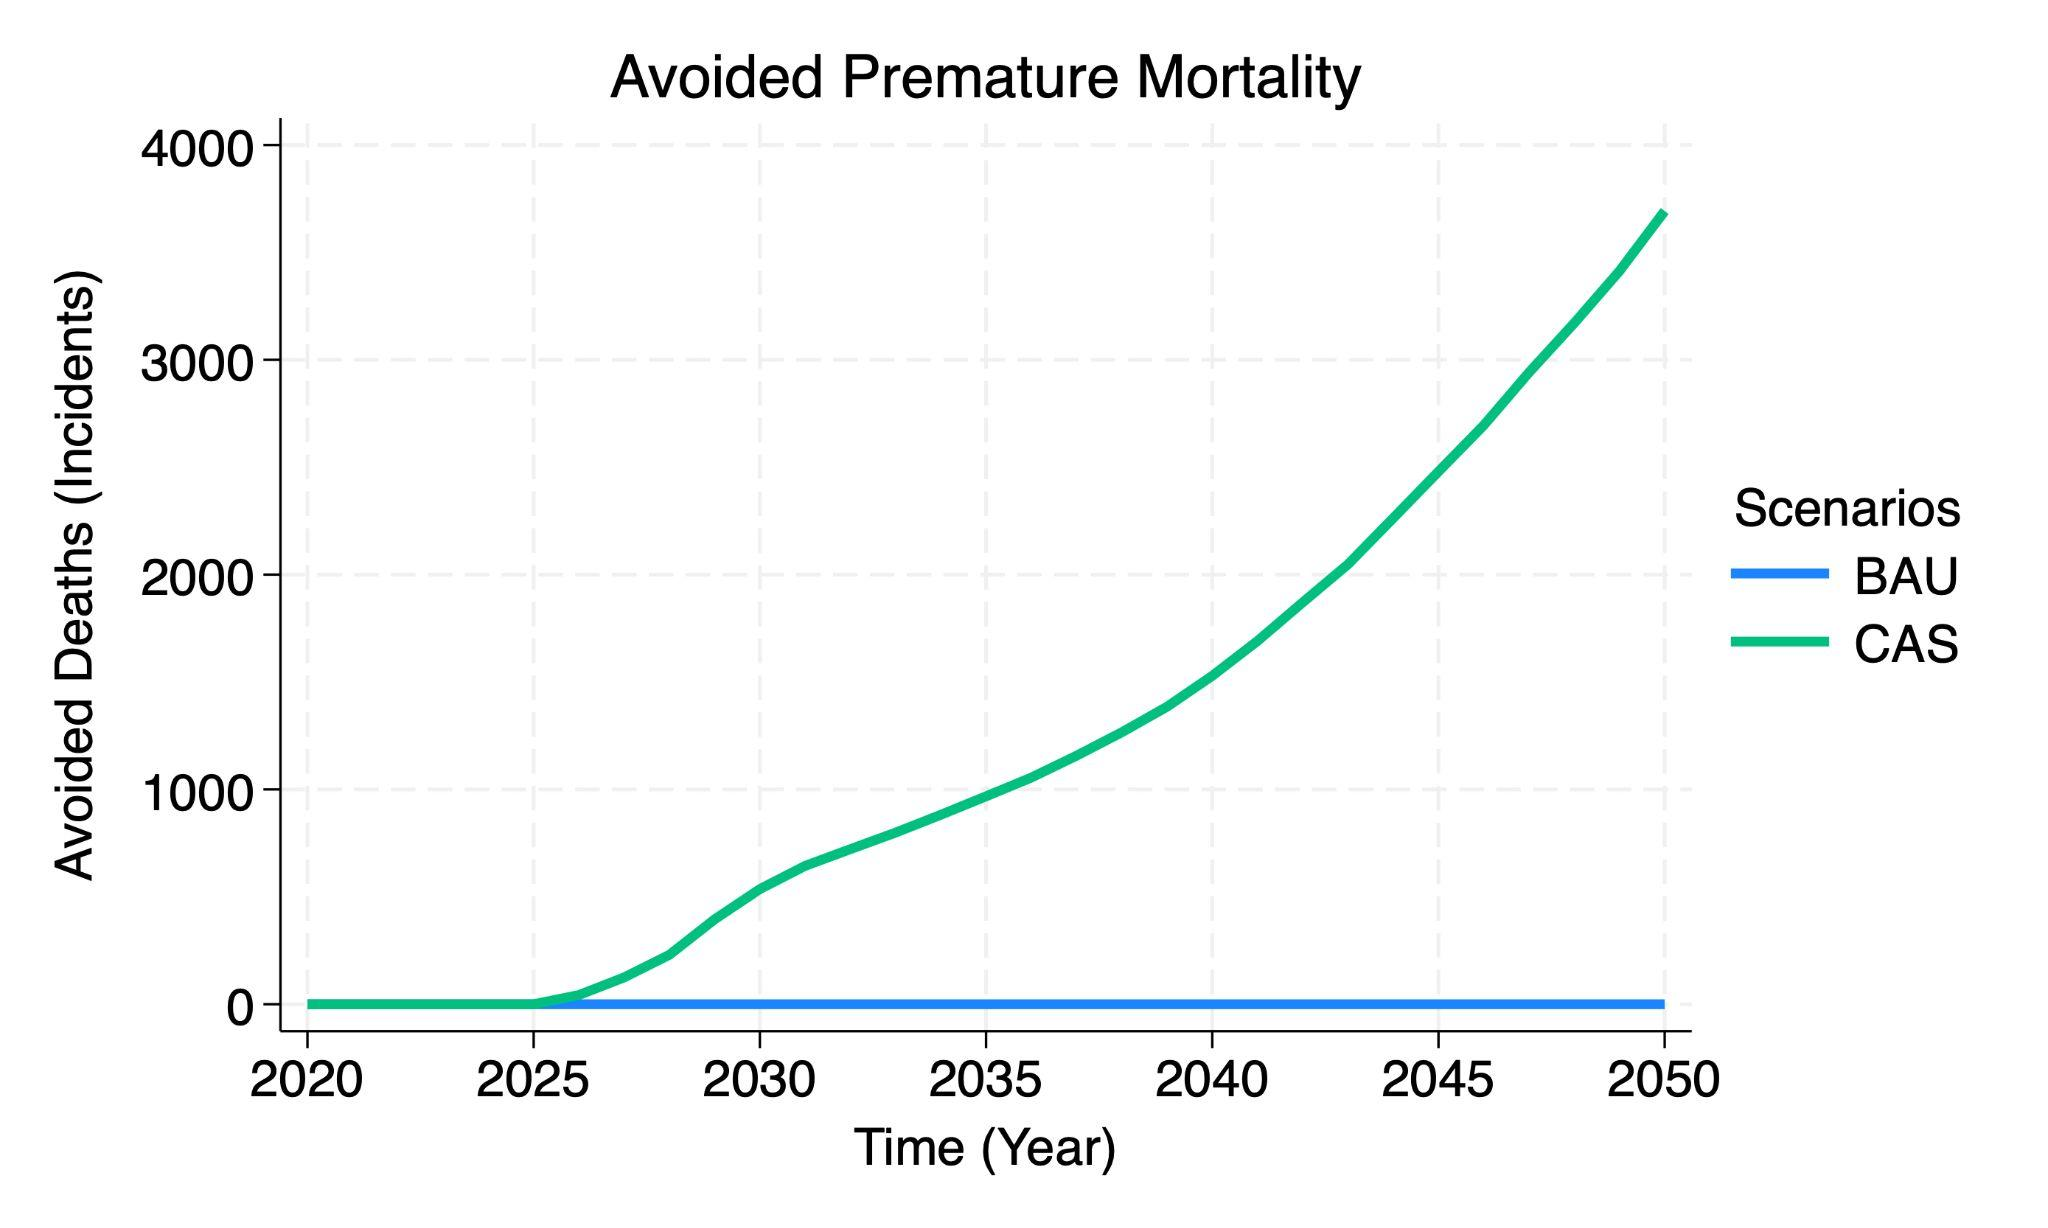 Avoided Premature Mortality
Avoided Deaths (Incidents)
4000
3000
2000
1000
0
2020 2025 2030 2035 2040 2045 2050
Time (Year)
Scenarios
BAU
CAS